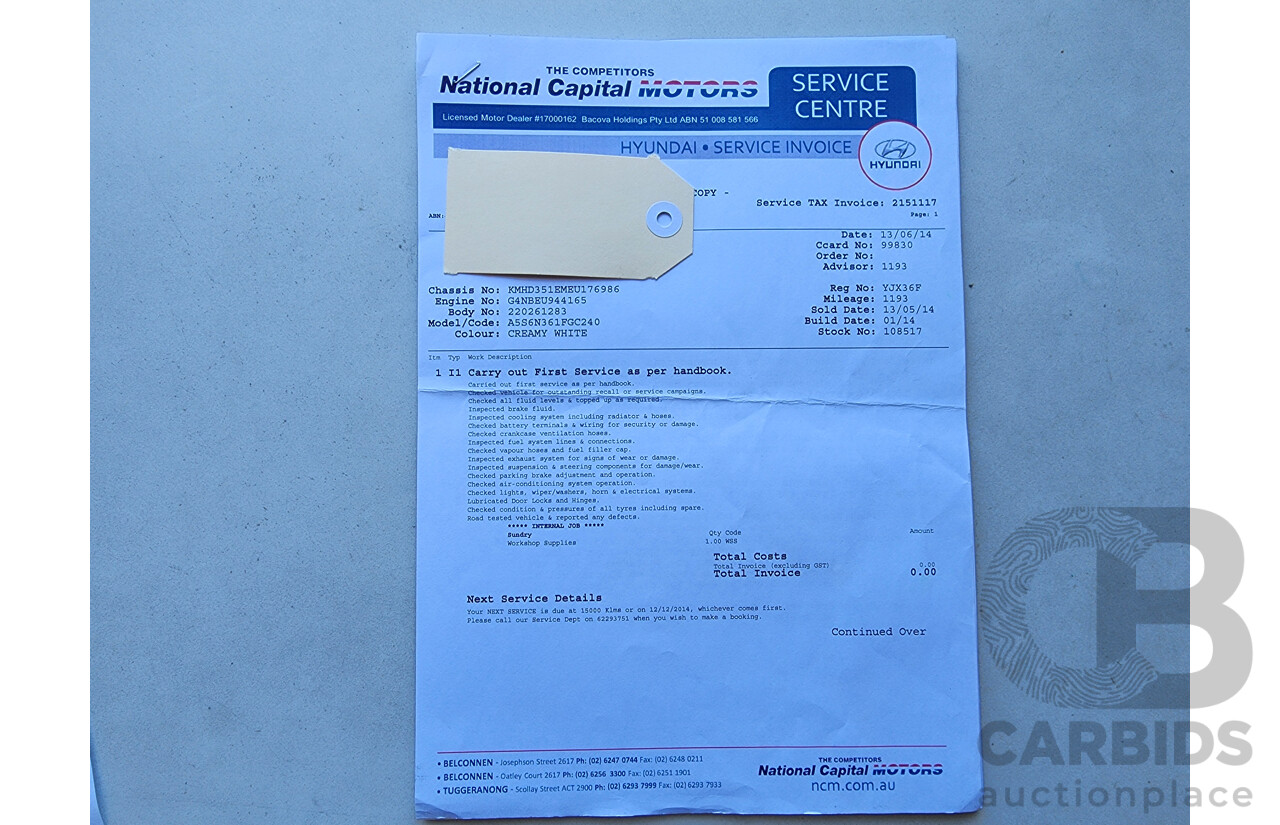 THE COMPETITORS
National Capital MOTORS
SERVICE CENTRE
Licensed Motor Dealer #17000162 Bacova Holdings Pty Ltd ABN 51 008 581 566
HYUNDAI • SERVICE INVOICE
HYUNDAI
COPY -
Service TAX Invoice: 2151117
ABN:
Page: 1
Date: 13/06/14
Ccard No: 99830
Order No:
Advisor: 1193
Chassis No: KMHD351EMEU176986
Engine No: G4NBEU944165
Body No: 220261283
Model/Code: A5S6N361FGC240
Colour: CREAMY WHITE
Reg No: YJX36F
Mileage: 1193
Sold Date: 13/05/14
Build Date: 01/14
Stock No: 108517
Itm Typ Work Description
1 I1 Carry out First Service as per handbook.
Carried out first service as per handbook.
Checked vehicle for outstanding recall or service campaigns.
Checked all fluid levels & topped up as required.
Inspected brake fluid.
Inspected cooling system including radiator & hoses.
Checked battery terminals & wiring for security or damage.
Checked crankcase ventilation hoses.
Inspected fuel system lines & connections.
Checked vapour hoses and fuel filler cap.
Inspected exhaust system for signs of wear or damage.
Inspected suspension & steering components for damage/wear.
Checked parking brake adjustment and operation.
Checked air-conditioning system operation.
Checked lights, wiper/washers, horn & electrical systems.
Lubricated Door Locks and Hinges.
Checked condition & pressures of all tyres including spare.
Road tested vehicle & reported any defects.
***** INTERNAL JOB *****
Sundry Qty Code Amount
Workshop Supplies 1.00 WSS
Total Costs
Total Invoice (excluding GST) 0.00
Total Invoice 0.00
Next Service Details
Your NEXT SERVICE is due at 15000 Klms or on 12/12/2014, whichever comes first.
Please call our Service Dept on 62293751 when you wish to make a booking.
Continued Over
• BELCONNEN - Josephson Street 2617 Ph: (02) 6247 0744 Fax: (02) 6248 0211
• BELCONNEN - Oatley Court 2617 Ph: (02) 6256 3300 Fax: (02) 6251 1901
• TUGGERANONG - Scollay Street ACT 2900 Ph: (02) 6293 7999 Fax: (02) 6293 7933
THE COMPETITORS
National Capital MOTORS
ncm.com.au
CB
CARBIDS
auctionplace